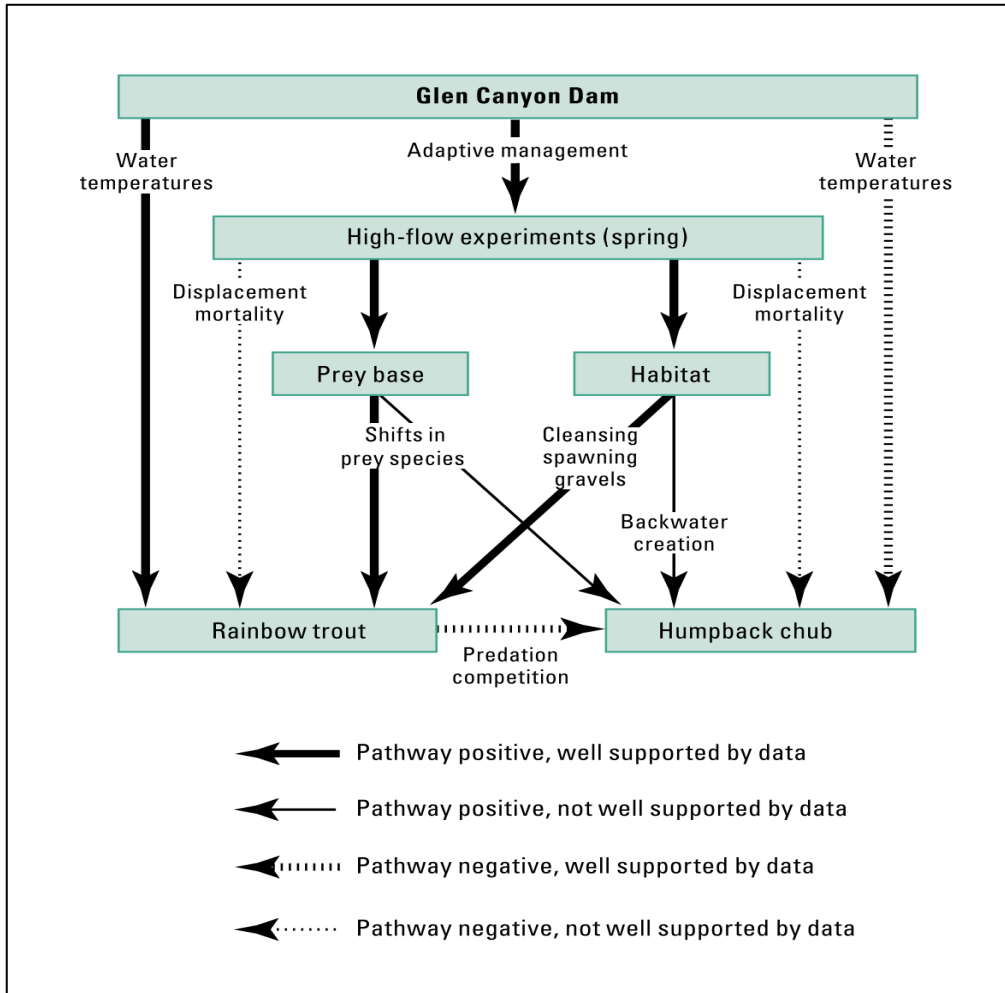 Glen Canyon Dam
Water
temperatures
Adaptive management
Water
temperatures
High-flow experiments (spring)
Displacement
mortality
Displacement
mortality
Prey base
Habitat
Shifts in
prey species
Cleansing
spawning
gravels
Backwater
creation
Rainbow trout
Humpback chub
Predation
competition
Pathway positive, well supported by data
Pathway positive, not well supported by data
Pathway negative, well supported by data
Pathway negative, not well supported by data